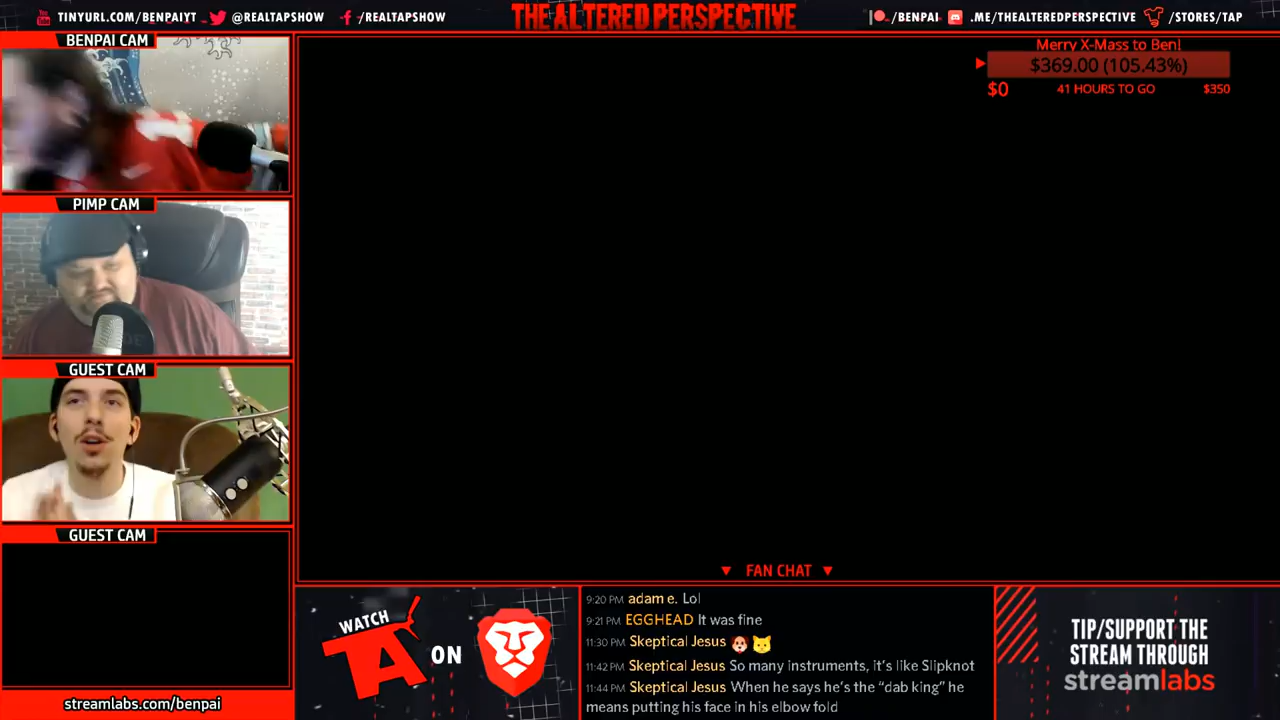 TINYURL.COM/BENPAIYT @REALTAPSHOW /REALTAPSHOW
THE ALTERED PERSPECTIVE
/BENPAI .ME/THEALTEREDPERSPECTIVE /STORES/TAP
BENPAI CAM
Merry X-Mass to Ben!
$369.00 (105.43%)
$0 41 HOURS TO GO $350
PIMP CAM
GUEST CAM
GUEST CAM
streamlabs.com/benpai
▼ FAN CHAT ▼
WATCH
ON
9:20 PM adam e. Lol
9:21 PM EGGHEAD It was fine
11:30 PM Skeptical Jesus 🐶 🐱
11:42 PM Skeptical Jesus So many instruments, it's like Slipknot
11:44 PM Skeptical Jesus When he says he's the “dab king” he
means putting his face in his elbow fold
TIP/SUPPORT THE
STREAM THROUGH
streamlabs